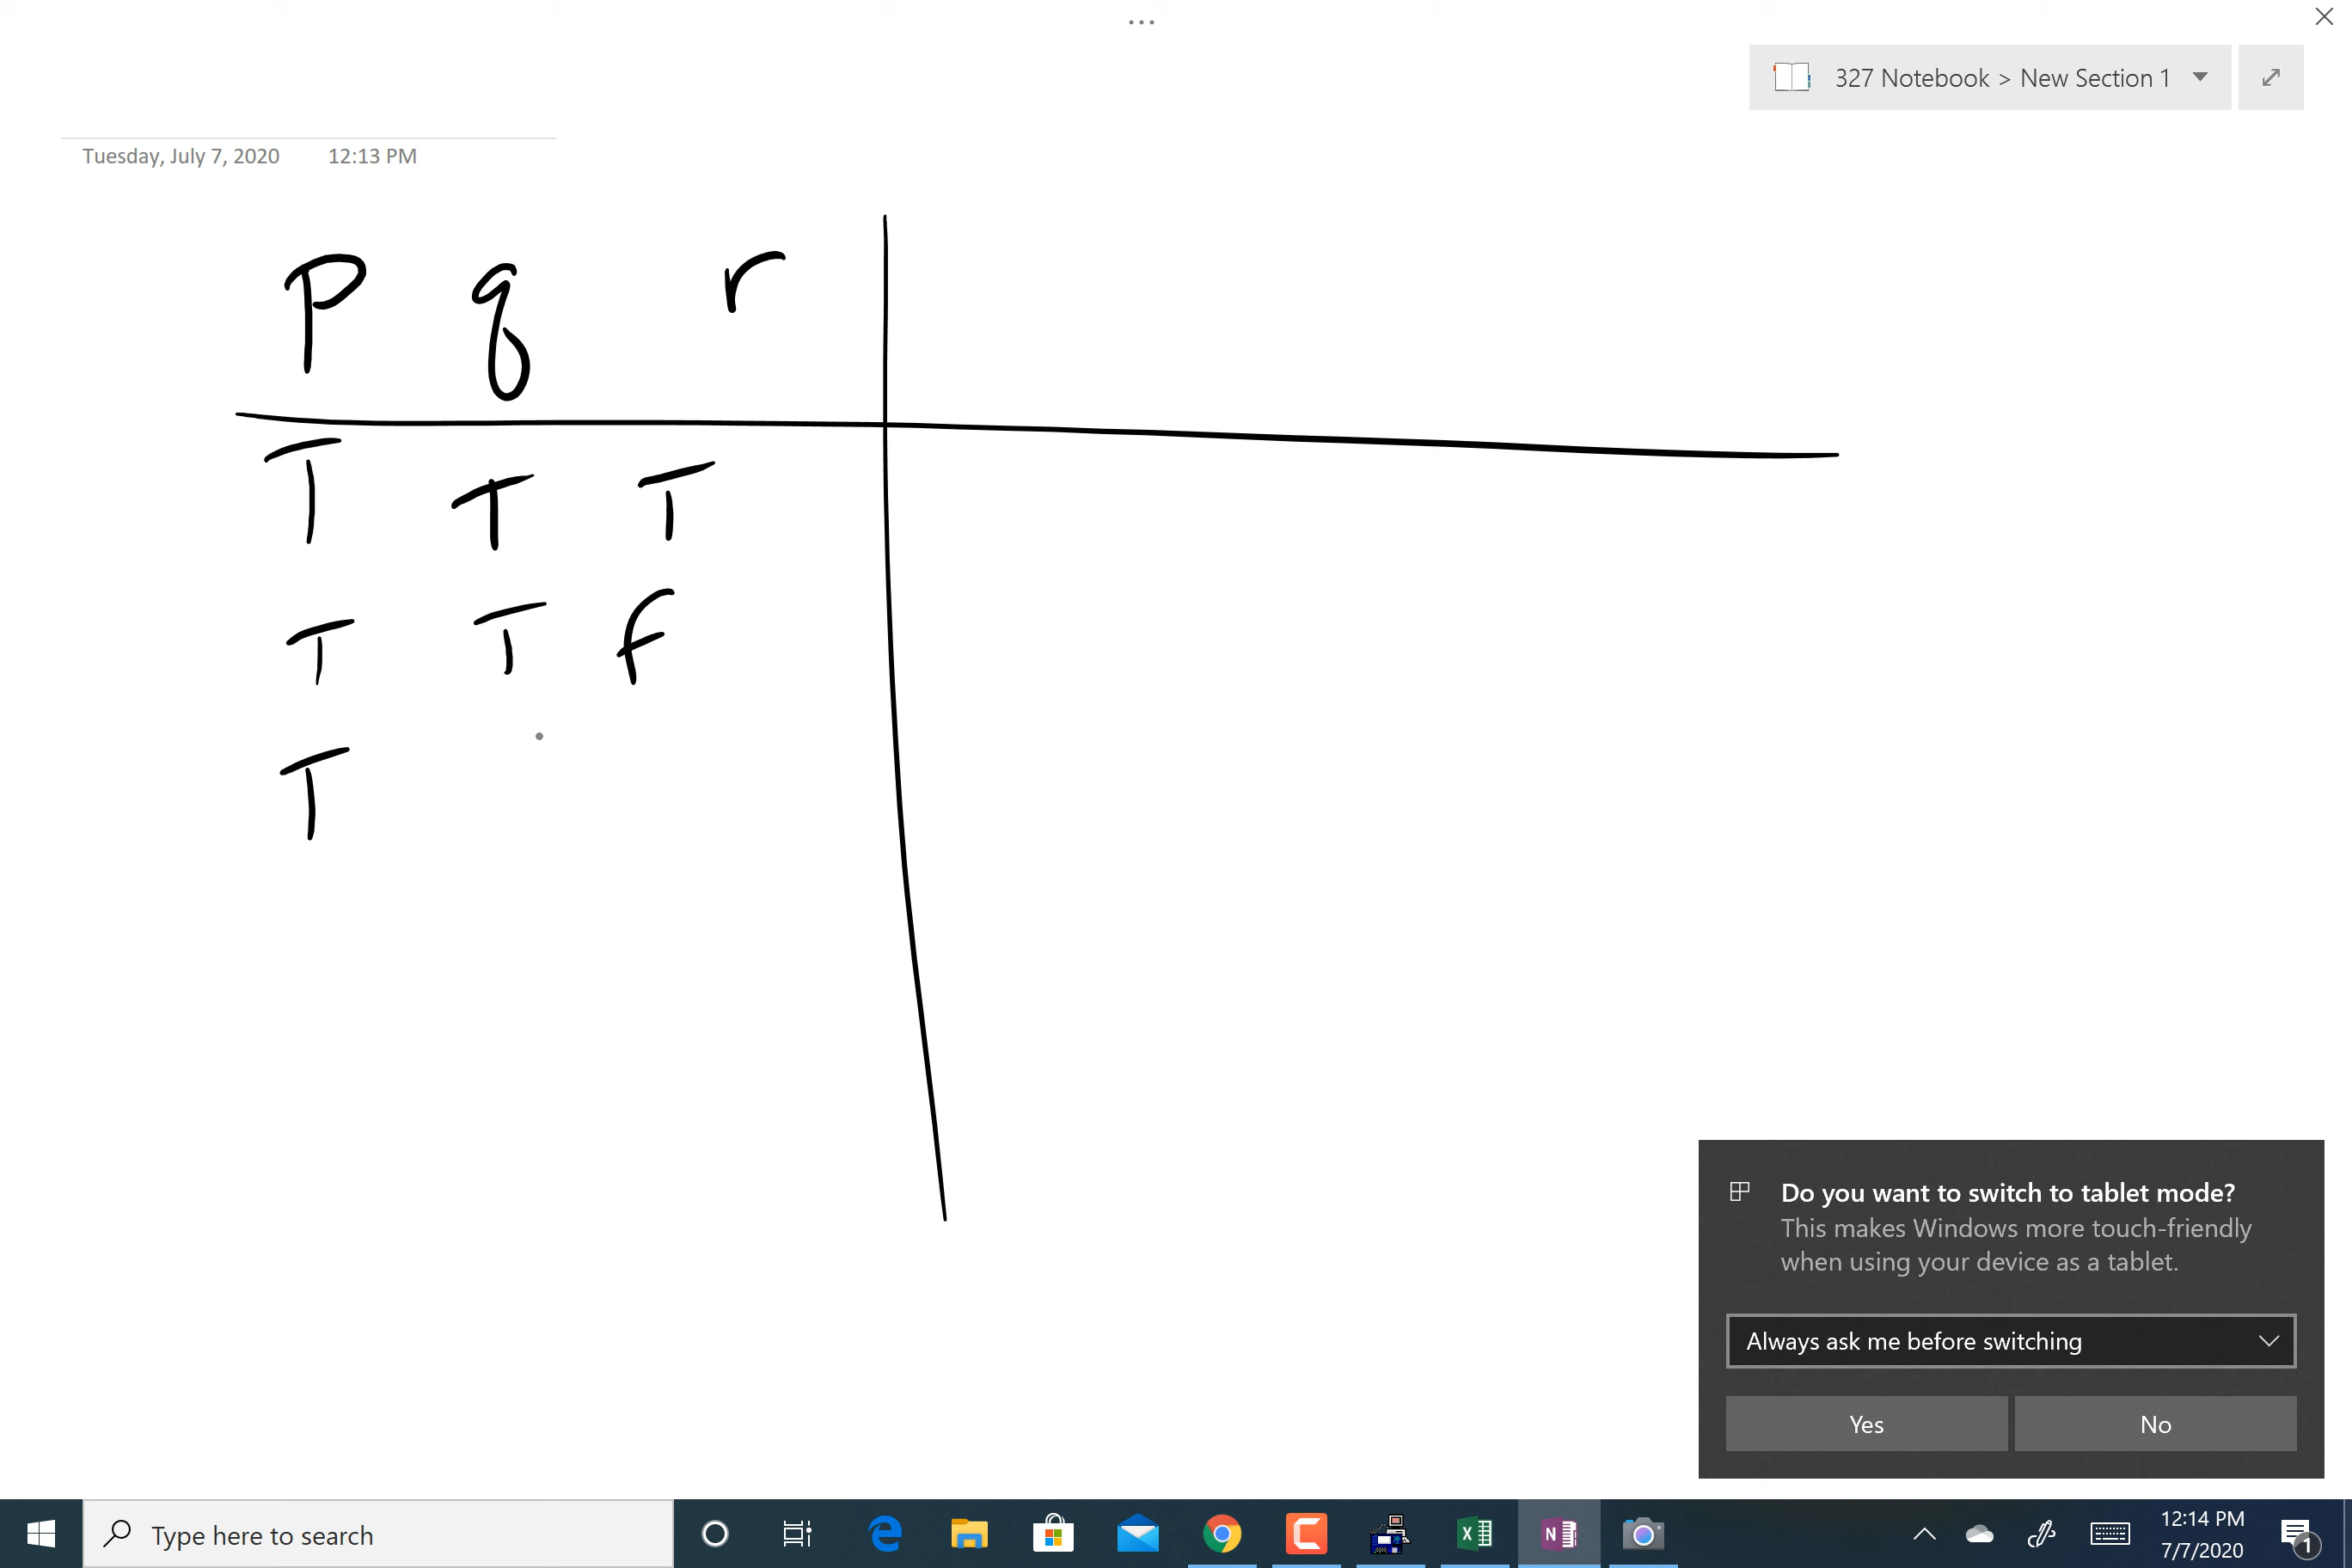 327 Notebook > New Section 1
Tuesday, July 7, 2020 12:13 PM
P q r
T T T
T T F
T
Do you want to switch to tablet mode?
This makes Windows more touch-friendly
when using your device as a tablet.
Always ask me before switching
Yes No
Type here to search
12:14 PM
7/7/2020
1